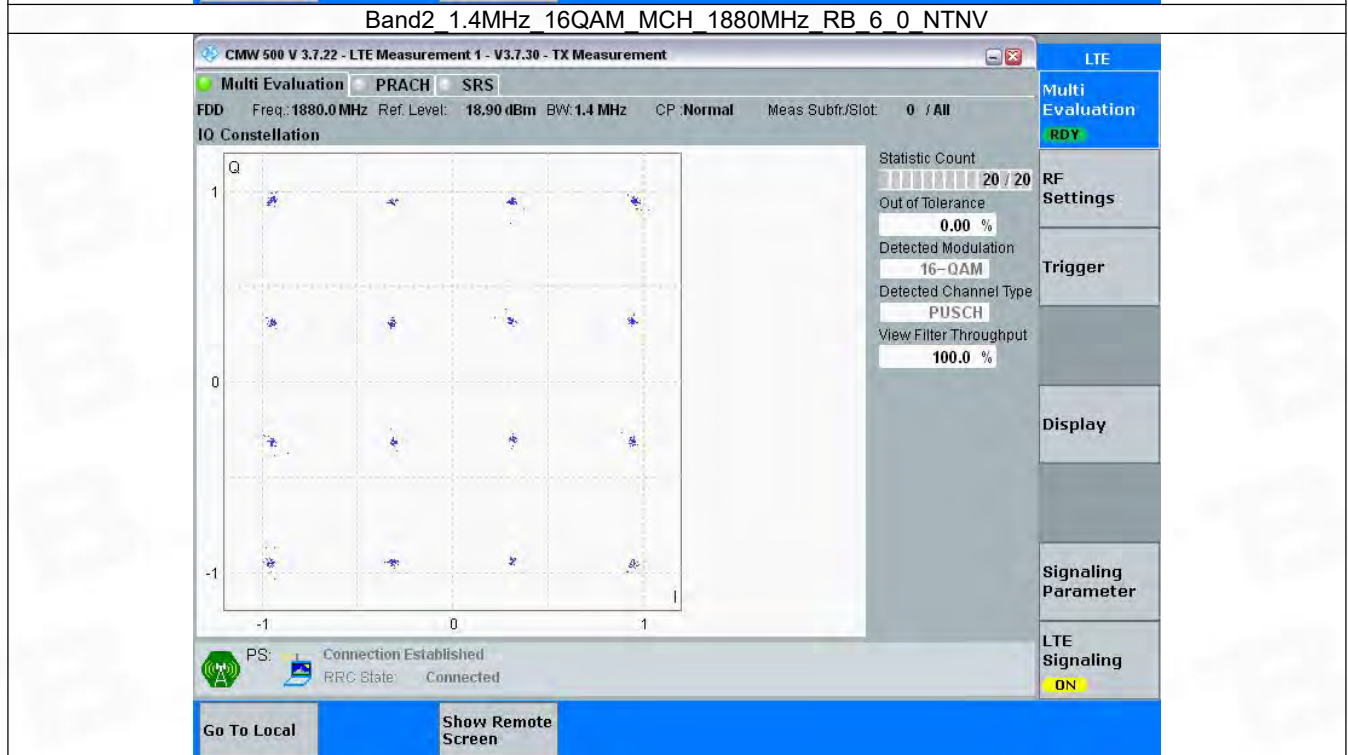 Band2_1.4MHz_16QAM_MCH_1880MHz_RB_6_0_NTNV
CMW 500 V 3.7.22 - LTE Measurement 1 - V3.7.30 - TX Measurement
LTE
Multi Evaluation PRACH SRS
Multi
Evaluation
RDY
FDD Freq.: 1880.0 MHz Ref. Level: 18.90 dBm BW: 1.4 MHz CP :Normal Meas Subfr./Slot: 0 / All
IQ Constellation
Q
1
0
-1
I
-1 0 1
Statistic Count
20 / 20
Out of Tolerance
0.00 %
Detected Modulation
16-QAM
Detected Channel Type
PUSCH
View Filter Throughput
100.0 %
RF
Settings
Trigger
Display
Signaling
Parameter
LTE
Signaling
ON
PS: Connection Established
RRC State: Connected
Go To Local
Show Remote
Screen